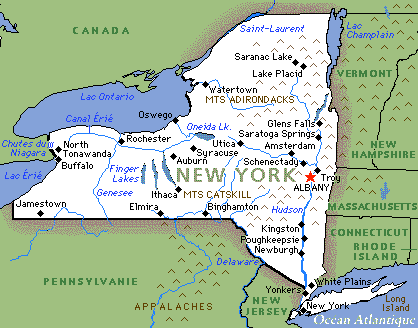 CANADA
Saint-Laurent
Lac
Champlain
Saranac Lake
Lake Placid
VERMONT
Watertown
MTS ADIRONDACKS
Lac Ontario
Oswego
Canal Érié
Oneida Lk.
Glens Falls
Saratoga Springs
Chutes du
Niagara
North
Tonawanda
Buffalo
Rochester
Utica
Syracuse
Amsterdam
NEW
HAMPSHIRE
Auburn
Schenectady
Lac Érié
Finger
Lakes
Genesee
NEW YORK
Troy
ALBANY
Ithaca
MTS CATSKILL
MASSACHUSETTS
Jamestown
Elmira
Binghamton
Hudson
Kingston
Poughkeepsie
Newburgh
CONNECTICUT
RHODE
ISLAND
Delaware
PENNSYLVANIA
White Plains
Yonkers
APPALACHES
NEW
JERSEY
New York
Long
Island
Océan Atlantique